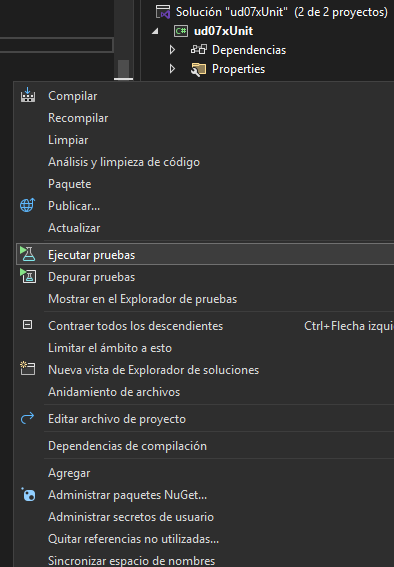 Solución "ud07xUnit" (2 de 2 proyectos)
C# ud07xUnit
Dependencias
Properties
Compilar
Recompilar
Limpiar
Análisis y limpieza de código
Paquete
Publicar...
Actualizar
Ejecutar pruebas
Depurar pruebas
Mostrar en el Explorador de pruebas
Contraer todos los descendientes Ctrl+Flecha izqui
Limitar el ámbito a esto
Nueva vista de Explorador de soluciones
Anidamiento de archivos
Editar archivo de proyecto
Dependencias de compilación
Agregar
Administrar paquetes NuGet...
Administrar secretos de usuario
Quitar referencias no utilizadas...
Sincronizar espacio de nombres